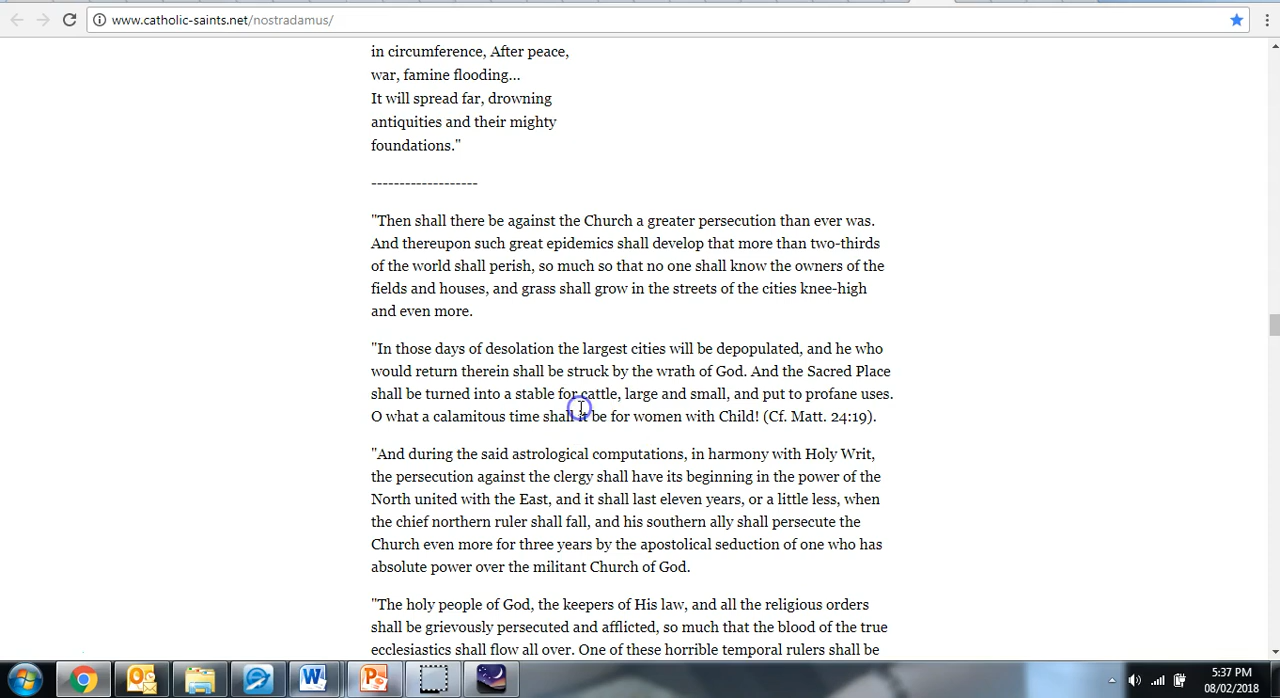 www.catholic-saints.net/nostradamus/
in circumference, After peace,
war, famine flooding...
It will spread far, drowning
antiquities and their mighty
foundations."
-------------------
"Then shall there be against the Church a greater persecution than ever was.
And thereupon such great epidemics shall develop that more than two-thirds
of the world shall perish, so much so that no one shall know the owners of the
fields and houses, and grass shall grow in the streets of the cities knee-high
and even more.
"In those days of desolation the largest cities will be depopulated, and he who
would return therein shall be struck by the wrath of God. And the Sacred Place
shall be turned into a stable for cattle, large and small, and put to profane uses.
O what a calamitous time shall it be for women with Child! (Cf. Matt. 24:19).
"And during the said astrological computations, in harmony with Holy Writ,
the persecution against the clergy shall have its beginning in the power of the
North united with the East, and it shall last eleven years, or a little less, when
the chief northern ruler shall fall, and his southern ally shall persecute the
Church even more for three years by the apostolical seduction of one who has
absolute power over the militant Church of God.
"The holy people of God, the keepers of His law, and all the religious orders
shall be grievously persecuted and afflicted, so much that the blood of the true
ecclesiastics shall flow all over. One of these horrible temporal rulers shall be
5:37 PM
08/02/2018